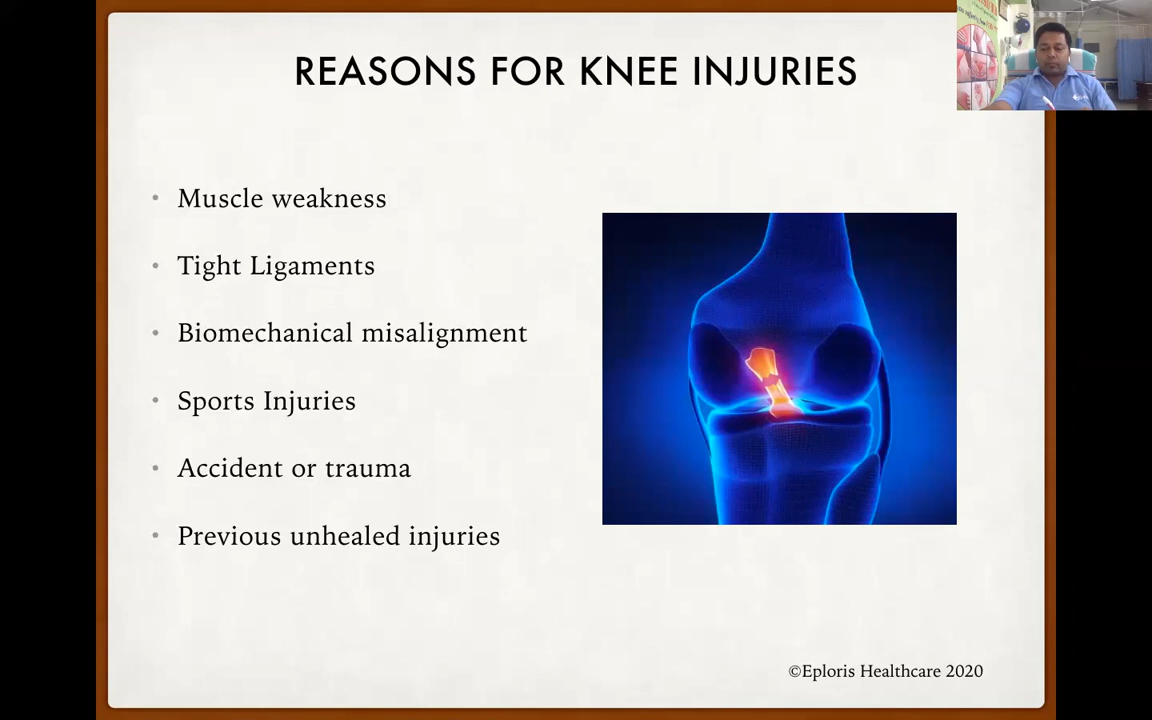 REASONS FOR KNEE INJURIES
• Muscle weakness
• Tight Ligaments
• Biomechanical misalignment
• Sports Injuries
• Accident or trauma
• Previous unhealed injuries
©Eploris Healthcare 2020